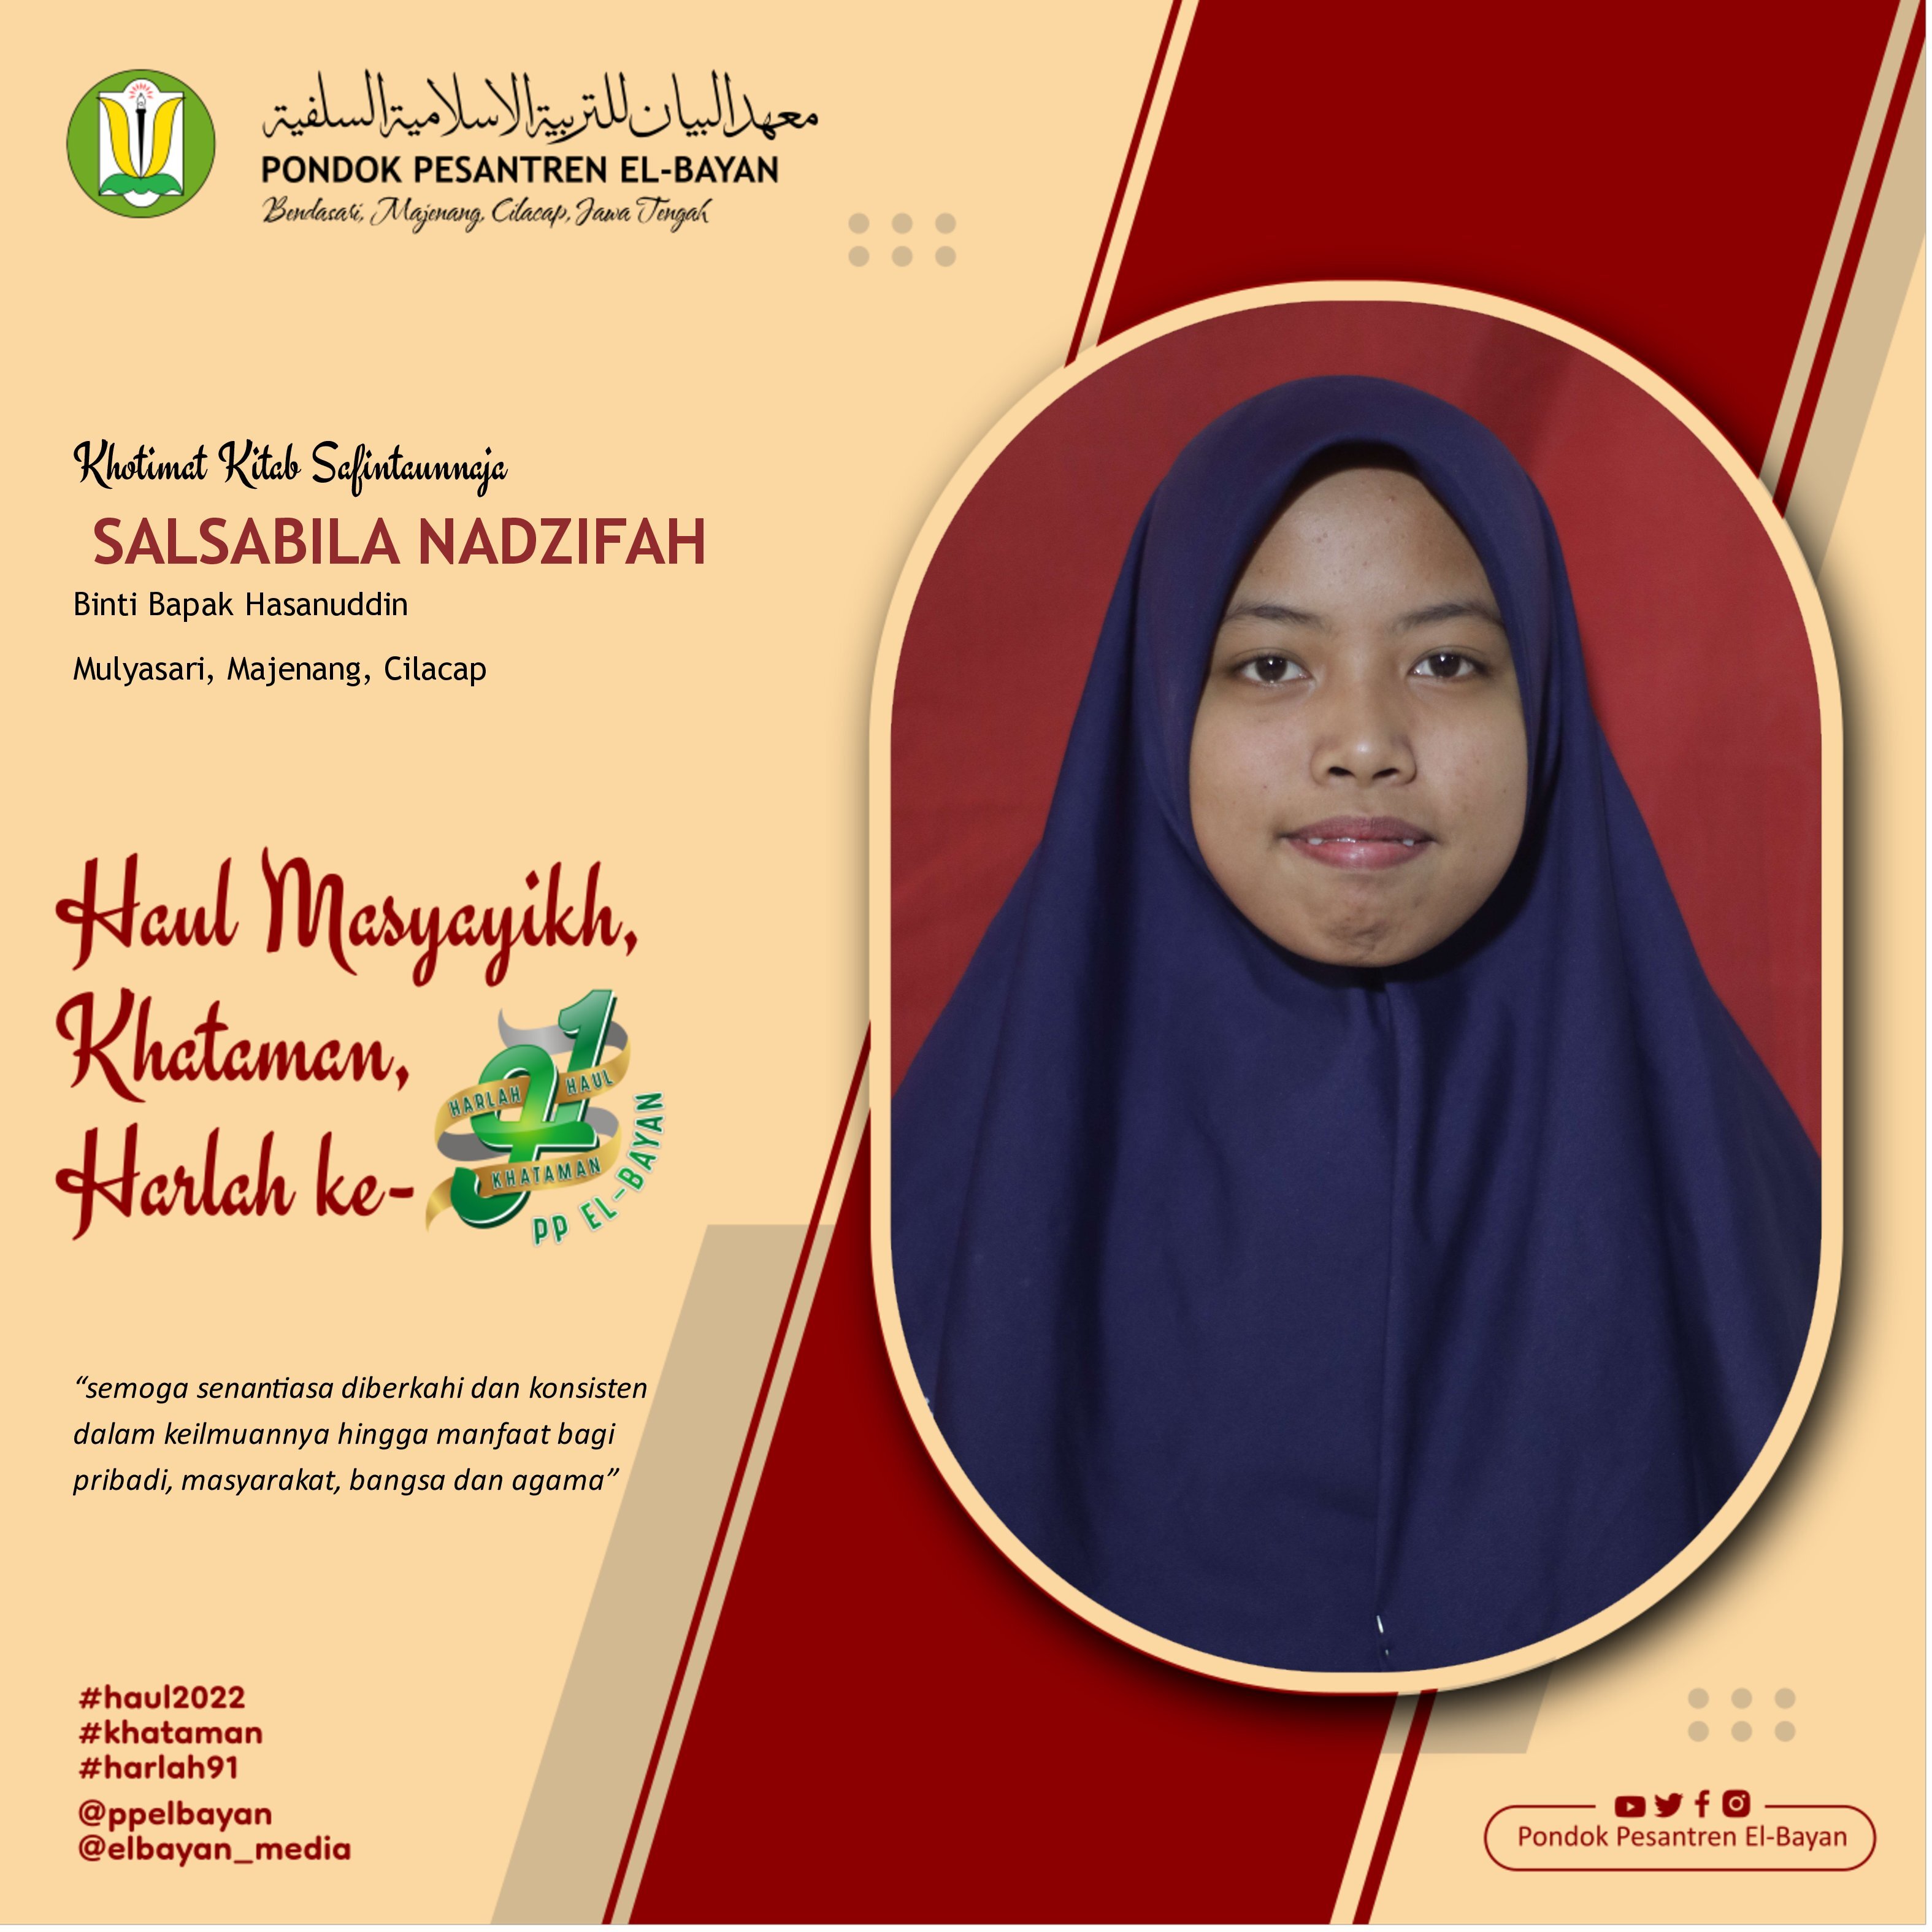 معهد البيان للتربية الاسلامية السلفية
PONDOK PESANTREN EL-BAYAN
Bendasari, Majenang, Cilacap, Jawa Tengah
Khotimat Kitab Safintaunnaja
SALSABILA NADZIFAH
Binti Bapak Hasanuddin
Mulyasari, Majenang, Cilacap
Haul Masyayikh,
Khataman,
Harlah ke-
91
HARLAH HAUL
KHATAMAN
PP EL-BAYAN
“semoga senantiasa diberkahi dan konsisten
dalam keilmuannya hingga manfaat bagi
pribadi, masyarakat, bangsa dan agama”
#haul2022
#khataman
#harlah91
@ppelbayan
@elbayan_media
Pondok Pesantren El-Bayan